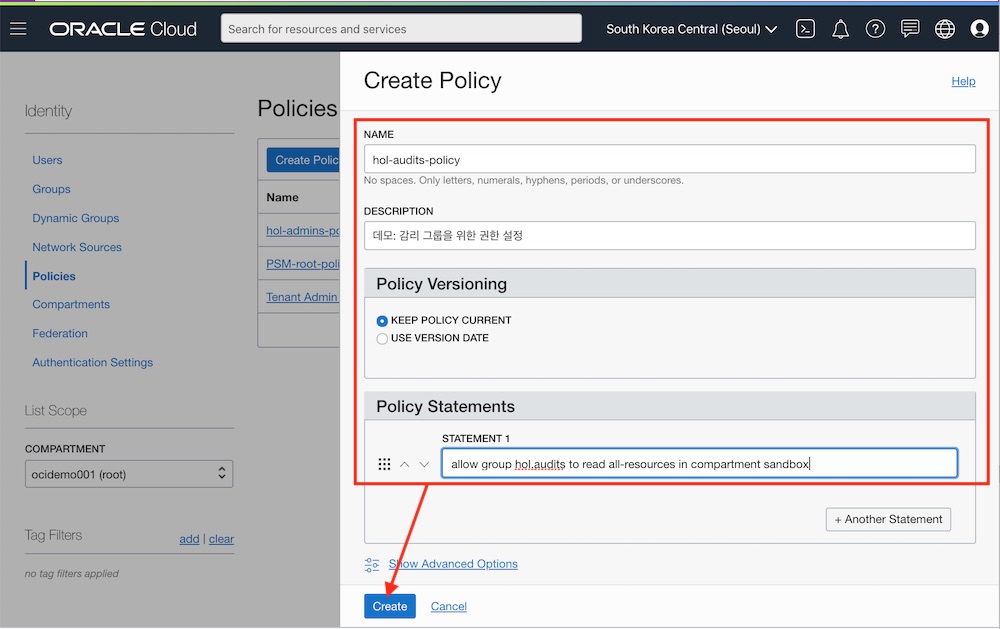 ORACLE Cloud
Search for resources and services
South Korea Central (Seoul)
Identity
Users
Groups
Dynamic Groups
Network Sources
Policies
Compartments
Federation
Authentication Settings
List Scope
COMPARTMENT
ocidemo001 (root)
Tag Filters
add | clear
no tag filters applied
Policies
Create Polic
Name
hol-admins-po
PSM-root-poli
Tenant Admin
Create Policy
Help
NAME
hol-audits-policy
No spaces. Only letters, numerals, hyphens, periods, or underscores.
DESCRIPTION
데모: 감리 그룹을 위한 권한 설정
Policy Versioning
KEEP POLICY CURRENT
USE VERSION DATE
Policy Statements
STATEMENT 1
allow group hol.audits to read all-resources in compartment sandbox
+ Another Statement
Show Advanced Options
Create
Cancel